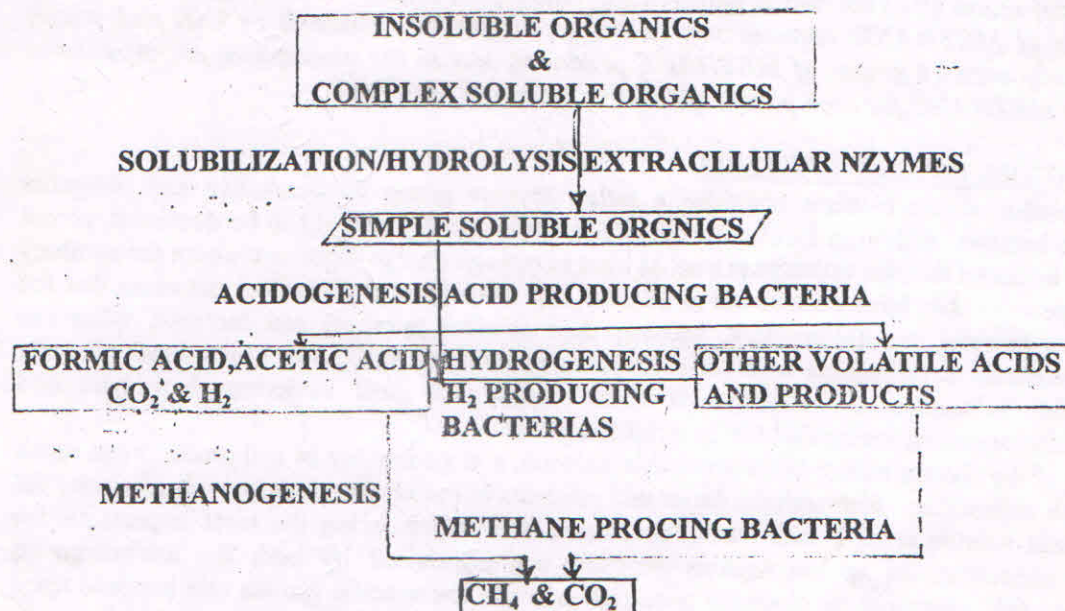 INSOLUBLE ORGANICS
&
COMPLEX SOLUBLE ORGANICS
SOLUBILIZATION/HYDROLYSIS EXTRACLLULAR NZYMES
SIMPLE SOLUBLE ORGNICS
ACIDOGENESIS ACID PRODUCING BACTERIA
FORMIC ACID,ACETIC ACID HYDROGENESIS OTHER VOLATILE ACIDS
CO₂ & H₂ H₂ PRODUCING AND PRODUCTS
BACTERIAS
METHANOGENESIS
METHANE PROCING BACTERIA
CH₄ & CO₂